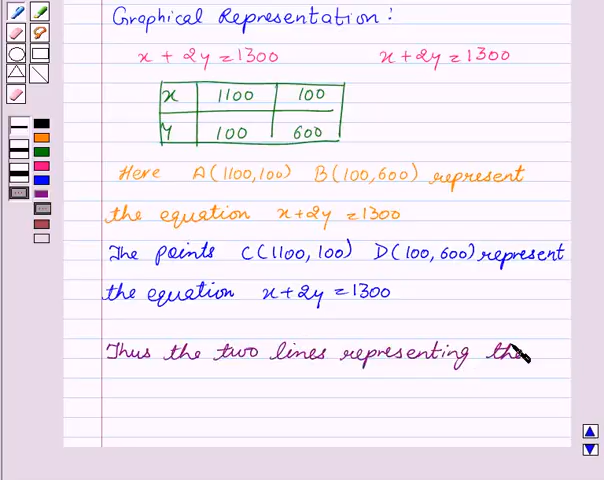 Graphical Representation:
x + 2y = 1300 x + 2y = 1300
x 1100 100
y 100 600
Here A(1100,100) B(100,600) represent
the equation x+2y = 1300
The points C(1100,100) D(100,600) represent
the equation x+2y = 1300
Thus the two lines representing the